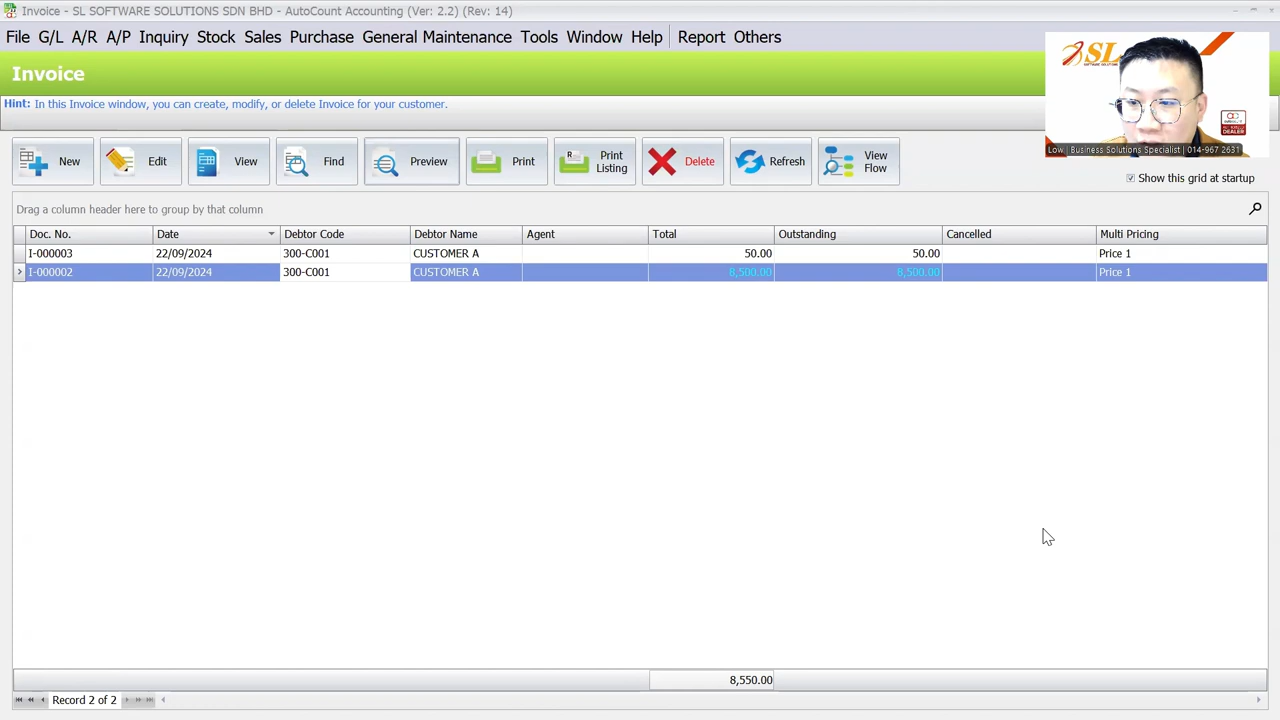 Invoice - SL SOFTWARE SOLUTIONS SDN BHD - AutoCount Accounting (Ver: 2.2) (Rev: 14)
File G/L A/R A/P Inquiry Stock Sales Purchase General Maintenance Tools Window Help Report Others
Invoice
SL
Hint: In this Invoice window, you can create, modify, or delete Invoice for your customer.
Low | Business Solutions Specialist | 014-967 2631
New Edit View Find Preview Print Print Listing Delete Refresh View Flow
Show this grid at startup
Drag a column header here to group by that column
Doc. No. Date Debtor Code Debtor Name Agent Total Outstanding Cancelled Multi Pricing
I-000003 22/09/2024 300-C001 CUSTOMER A 50.00 50.00 Price 1
I-000002 22/09/2024 300-C001 CUSTOMER A 8,500.00 8,500.00 Price 1
8,550.00
Record 2 of 2